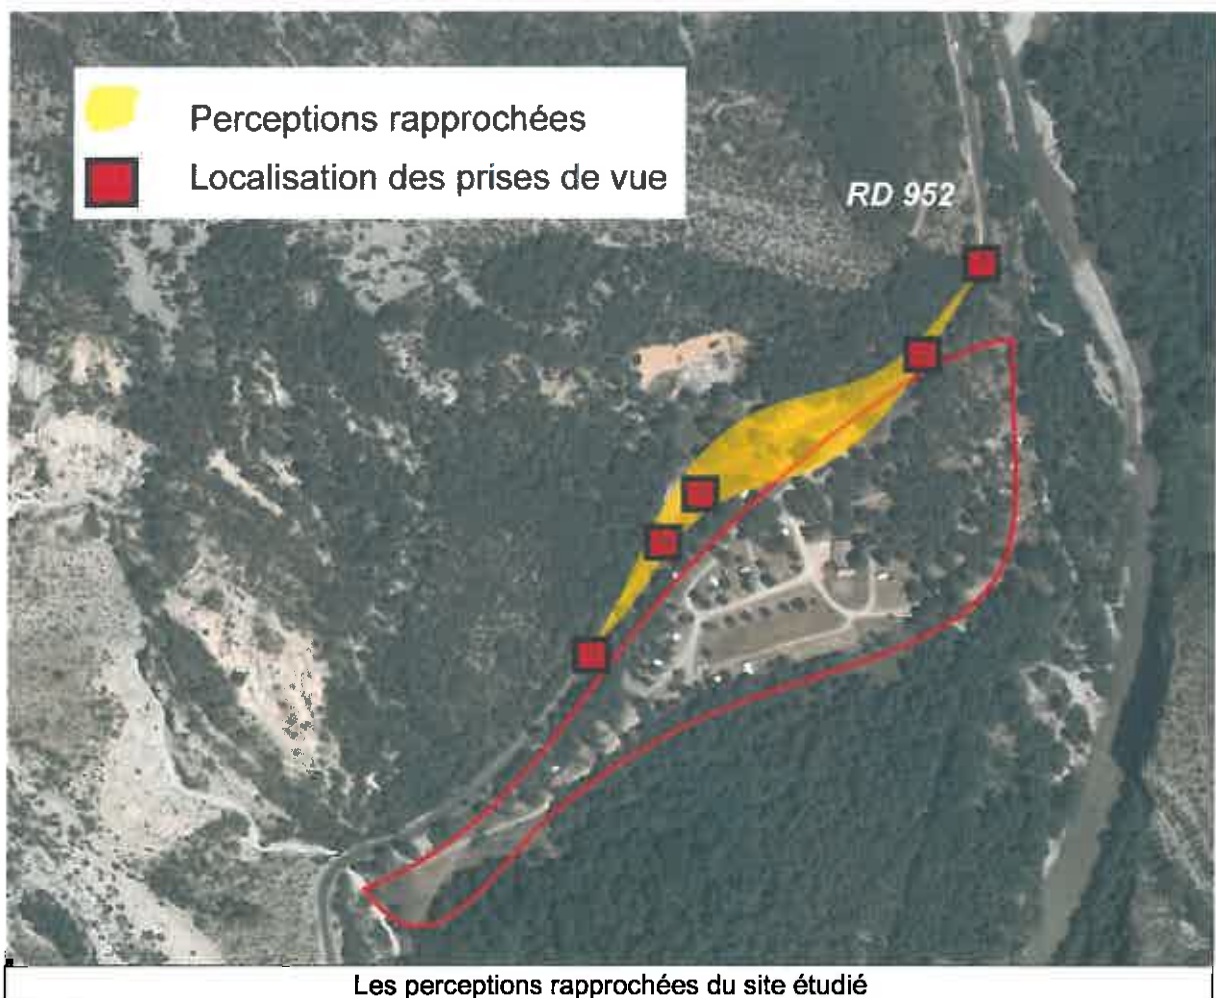 Perceptions rapprochées
Localisation des prises de vue
RD 952
Les perceptions rapprochées du site étudié